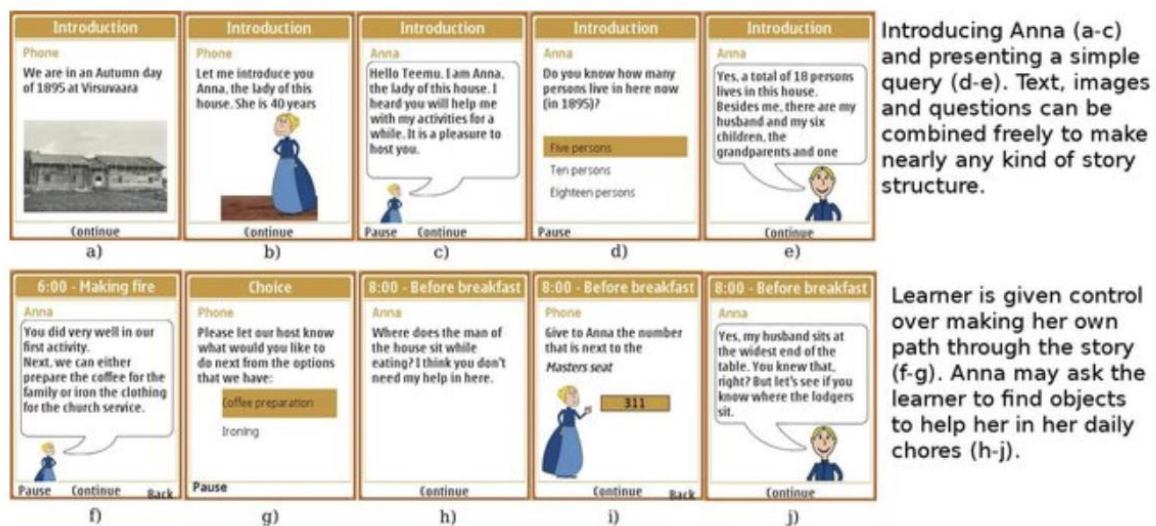 Introduction
Phone
We are in an Autumn day
of 1895 at Virsuvaara
Continue
a)
Introduction
Phone
Let me introduce you
Anna, the lady of this
house. She is 40 years
Continue
b)
Introduction
Anna
Hello Teemu. I am Anna,
the lady of this house. I
heard you will help me
with my activities for a
while. It is a pleasure to
host you.
Pause Continue
c)
Introduction
Anna
Do you know how many
persons live in here now
(in 1895)?
Five persons
Ten persons
Eighteen persons
Pause
d)
Introduction
Anna
Yes, a total of 18 persons
lives in this house.
Besides me, there are my
husband and my six
children, the
grandparents and one
Continue
e)
Introducing Anna (a-c)
and presenting a simple
query (d-e). Text, images
and questions can be
combined freely to make
nearly any kind of story
structure.
6:00 - Making fire
Anna
You did very well in our
first activity.
Next, we can either
prepare the coffee for the
family or iron the clothing
for the church service.
Pause Continue Back
f)
Choice
Phone
Please let our host know
what would you like to
do next from the options
that we have:
Coffee preparation
Ironing
Pause
g)
8:00 - Before breakfast
Anna
Where does the man of
the house sit while
eating? I think you don't
need my help in here.
Continue
h)
8:00 - Before breakfast
Phone
Give to Anna the number
that is next to the
Masters seat
311
Continue Back
i)
8:00 - Before breakfast
Anna
Yes, my husband sits at
the widest end of the
table. You knew that,
right? But let's see if you
know where the lodgers
sit.
Continue
j)
Learner is given control
over making her own
path through the story
(f-g). Anna may ask the
learner to find objects
to help her in her daily
chores (h-j).